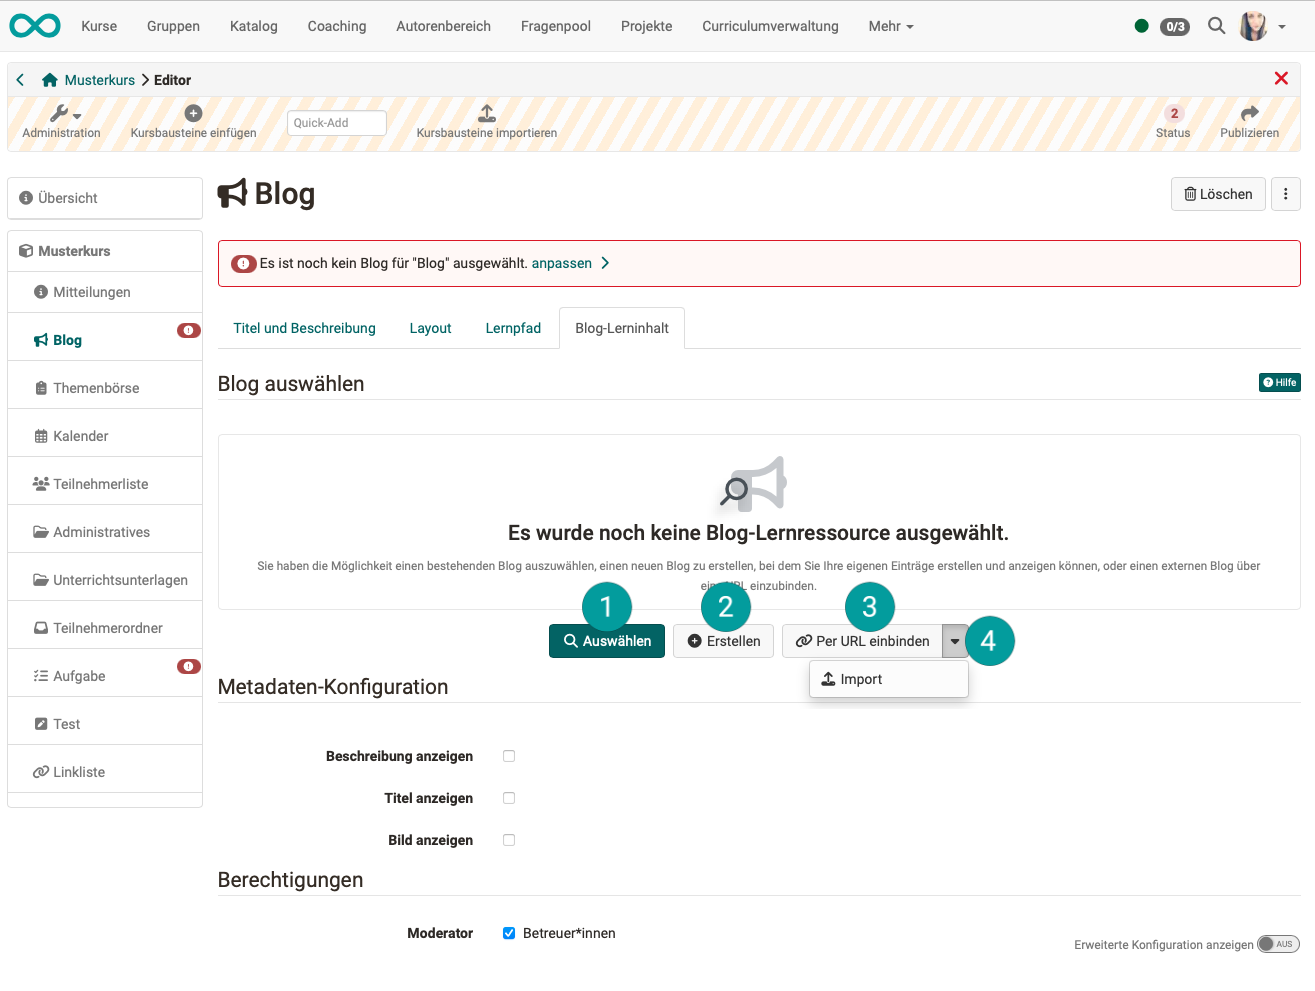 Kurse Gruppen Katalog Coaching Autorenbereich Fragenpool Projekte Curriculumverwaltung Mehr 0/3
Musterkurs Editor
Administration Kursbausteine einfügen Quick-Add Kursbausteine importieren 2 Status Publizieren
Übersicht
Musterkurs
Mitteilungen
Blog
Themenbörse
Kalender
Teilnehmerliste
Administratives
Unterrichtsunterlagen
Teilnehmerordner
Aufgabe
Test
Linkliste
Blog
Löschen
Es ist noch kein Blog für "Blog" ausgewählt. anpassen
Titel und Beschreibung Layout Lernpfad Blog-Lerninhalt
Blog auswählen
Hilfe
Es wurde noch keine Blog-Lernressource ausgewählt.
Sie haben die Möglichkeit einen bestehenden Blog auszuwählen, einen neuen Blog zu erstellen, bei dem Sie Ihre eigenen Einträge erstellen und anzeigen können, oder einen externen Blog über
einzubinden.
1 2 3 4
Auswählen Erstellen Per URL einbinden
Import
Metadaten-Konfiguration
Beschreibung anzeigen
Titel anzeigen
Bild anzeigen
Berechtigungen
Moderator Betreuer*innen
Erweiterte Konfiguration anzeigen AUS